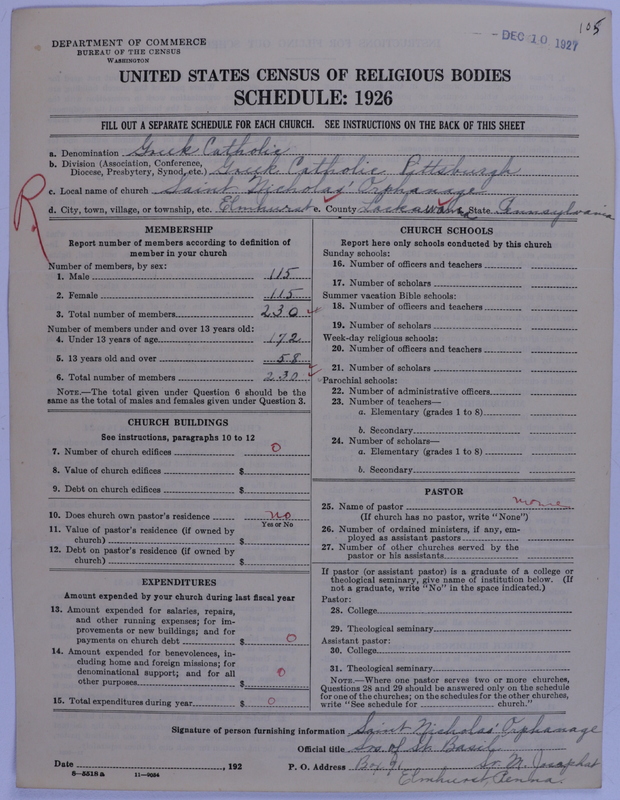 105
DEC 10 1927
DEPARTMENT OF COMMERCE
BUREAU OF THE CENSUS
WASHINGTON
UNITED STATES CENSUS OF RELIGIOUS BODIES
SCHEDULE: 1926
FILL OUT A SEPARATE SCHEDULE FOR EACH CHURCH. SEE INSTRUCTIONS ON THE BACK OF THIS SHEET
a. Denomination Greek Catholic
b. Division (Association, Conference,
Diocese, Presbytery, Synod, etc.) Greek Catholic Pittsburgh
c. Local name of church Saint Nicholas' Orphanage
d. City, town, village, or township, etc. Elmhurst e. County Lackawanna State Pennsylvania
R
MEMBERSHIP
Report number of members according to definition of
member in your church
Number of members, by sex:
1. Male 115
2. Female 115
3. Total number of members 230
Number of members under and over 13 years old:
4. Under 13 years of age 172
5. 13 years old and over 58
6. Total number of members 230
NOTE.—The total given under Question 6 should be
same as the total of males and females given under Question 3.
CHURCH BUILDINGS
See instructions, paragraphs 10 to 12
7. Number of church edifices 0
8. Value of church edifices $
9. Debt on church edifices $
10. Does church own pastor's residence no
Yes or No
11. Value of pastor's residence (if owned by
church) $
12. Debt on pastor's residence (if owned by
church) $
EXPENDITURES
Amount expended by your church during last fiscal year
13. Amount expended for salaries, repairs,
and other running expenses; for im-
provements or new buildings; and for
payments on church debt $ 0
14. Amount expended for benevolences, in-
cluding home and foreign missions; for
denominational support; and for all
other purposes $ 0
15. Total expenditures during year $ 0
CHURCH SCHOOLS
Report here only schools conducted by this church
Sunday schools:
16. Number of officers and teachers
17. Number of scholars
Summer vacation Bible schools:
18. Number of officers and teachers
19. Number of scholars
Week-day religious schools:
20. Number of officers and teachers
21. Number of scholars
Parochial schools:
22. Number of administrative officers
23. Number of teachers—
a. Elementary (grades 1 to 8)
b. Secondary
24. Number of scholars—
a. Elementary (grades 1 to 8)
b. Secondary
PASTOR
25. Name of pastor none
(If church has no pastor, write "None")
26. Number of ordained ministers, if any, em-
ployed as assistant pastors
27. Number of other churches served by the
pastor or his assistants
If pastor (or assistant pastor) is a graduate of a college or
theological seminary, give name of institution below. (If
not a graduate, write "No" in the space indicated.)
Pastor:
28. College
29. Theological seminary
Assistant pastor:
30. College
31. Theological seminary
NOTE.—Where one pastor serves two or more churches,
Questions 28 and 29 should be answered only on the schedule
for one of the churches; on the schedules for the other churches,
write "See schedule for church."
Signature of person furnishing information Saint Nicholas' Orphanage
Official title Srs. of St. Basil
Date , 192 P. O. Address Box 71 Sr. M. Josaphat
8—5518 a 11—9034 Elmhurst, Penna.